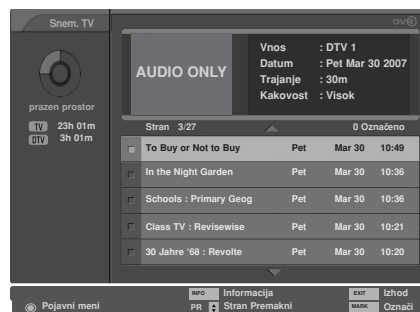 Snem. TV
DVR
AUDIO ONLY
Vnos : DTV 1
Datum : Pet Mar 30 2007
Trajanje : 30m
Kakovost : Visok
prazen prostor
TV 23h 01m
DTV 3h 01m
Stran 3/27 0 Označeno
To Buy or Not to Buy Pet Mar 30 10:49
In the Night Garden Pet Mar 30 10:36
Schools : Primary Geog Pet Mar 30 10:36
Class TV : Revisewise Pet Mar 30 10:21
30 Jahre '68 : Revolte Pet Mar 30 10:20
INFO Informacija EXIT Izhod
Pojavni meni PR Stran Premakni MARK Označi